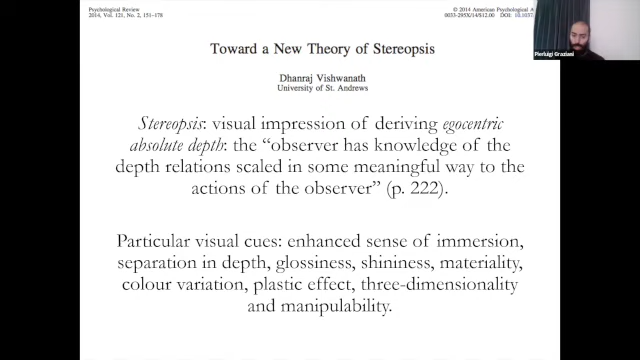 Psychological Review
2014, Vol. 121, No. 2, 151–178
© 2014 American Psychological A
0033-295X/14/$12.00 DOI: 10.1037/
Pierluigi Graziani
Toward a New Theory of Stereopsis
Dhanraj Vishwanath
University of St. Andrews
Stereopsis: visual impression of deriving egocentric
absolute depth: the “observer has knowledge of the
depth relations scaled in some meaningful way to the
actions of the observer” (p. 222).
Particular visual cues: enhanced sense of immersion,
separation in depth, glossiness, shininess, materiality,
colour variation, plastic effect, three-dimensionality
and manipulability.